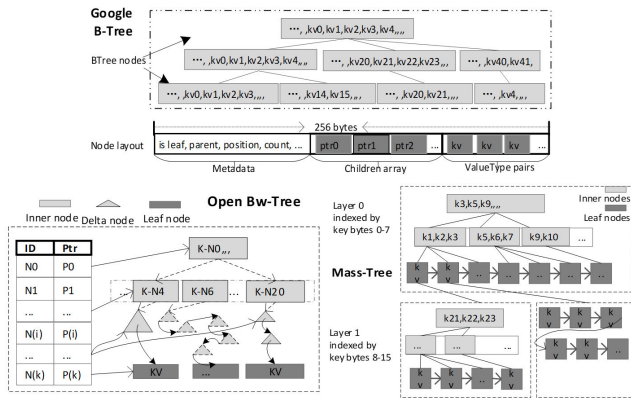 Google
B-Tree
BTree nodes
..., ,kv0,kv1,kv2,kv3,kv4,,,,
..., ,kv0,kv1,kv2,kv3,kv4,,,,
..., ,kv20,kv21,kv22,kv23,,,,
..., ,kv40,kv41,
..., ,kv0,kv1,kv2,kv3,,,,
..., ,kv14,kv15,,,,
..., ,kv20,kv21,,,,
..., ,kv4,,,,
256 bytes
Node layout
is leaf, parent, position, count, ...
ptr0 ptr1 ptr2 ...
kv kv kv ...
Metadata
Children array
ValueType pairs
Open Bw-Tree
Inner node
Delta node
Leaf node
ID Ptr
N0 P0
N1 P1
... ...
N(i) P(i)
... ...
N(k) P(k)
K-N0,,,
K-N4 K-N6 ... K-N20
KV ... KV
Mass-Tree
Inner nodes
Leaf nodes
Layer 0
indexed by
key bytes 0-7
k3,k5,k9,,,,
k1,k2,k3 k5,k6,k7 k9,k10 ...
k v k v .. .. .. .. ..
Layer 1
indexed by
key bytes 8-15
k21,k22,k23
... ... ...
k v k v .. k v
k v k v k v
.. k v k v